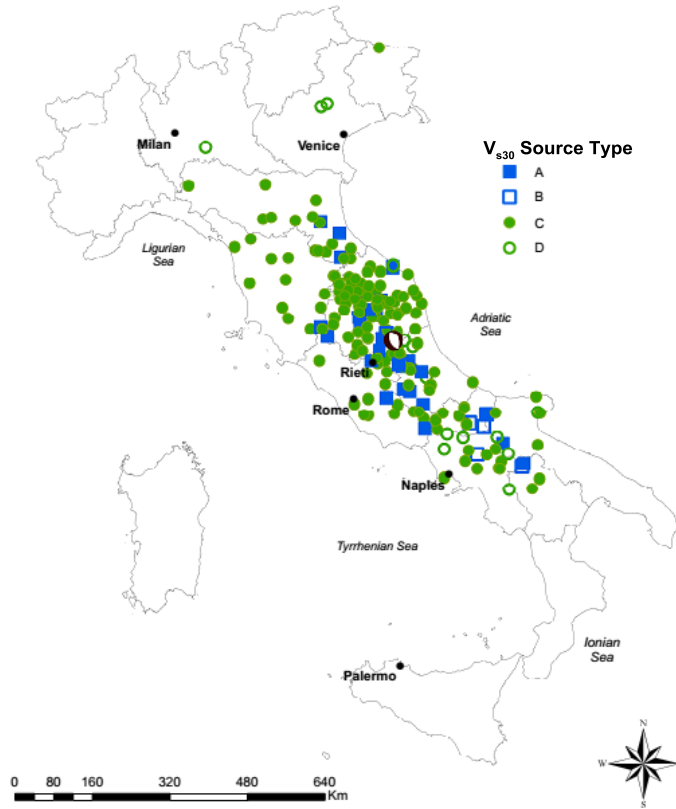 Milan
Venice
V_s30 Source Type
A
B
C
D
Ligurian
Sea
Adriatic
Sea
Rieti
Rome
Naples
Tyrrhenian Sea
Ionian
Sea
Palermo
N
W
E
S
0 80 160 320 480 640
Km